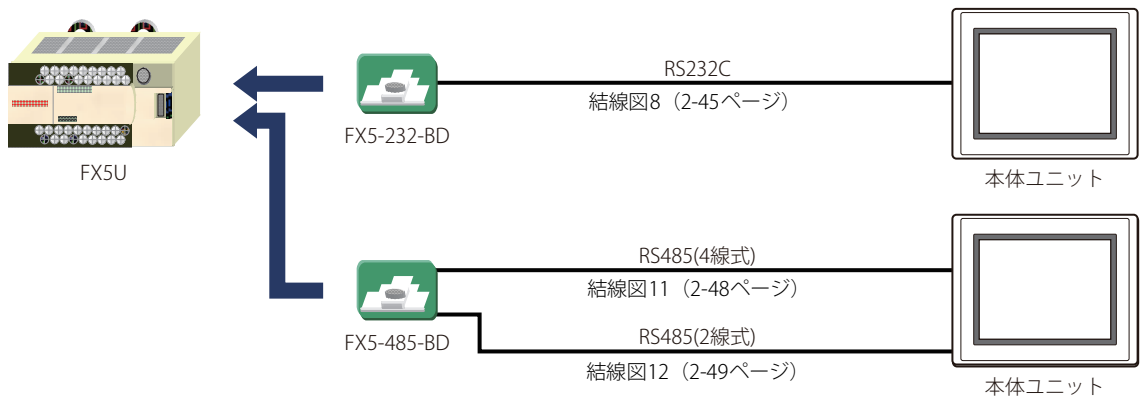 RS232C
結線図8（2-45ページ）
FX5-232-BD
FX5U
本体ユニット
RS485(4線式)
結線図11（2-48ページ）
FX5-485-BD
RS485(2線式)
結線図12（2-49ページ）
本体ユニット